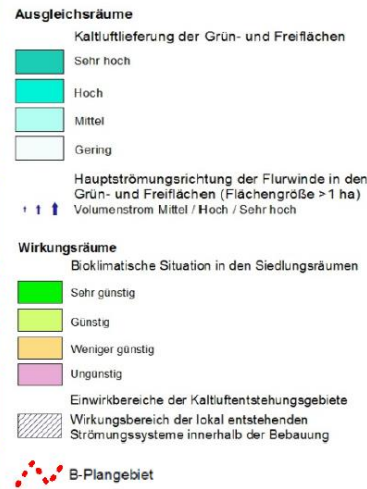 Ausgleichsräume
Kaltluftlieferung der Grün- und Freiflächen
Sehr hoch
Hoch
Mittel
Gering
Hauptströmungsrichtung der Flurwinde in den
Grün- und Freiflächen (Flächengröße >1 ha)
Volumenstrom Mittel / Hoch / Sehr hoch
Wirkungsräume
Bioklimatische Situation in den Siedlungsräumen
Sehr günstig
Günstig
Weniger günstig
Ungünstig
Einwirkbereiche der Kaltluftentstehungsgebiete
Wirkungsbereich der lokal entstehenden
Strömungssysteme innerhalb der Bebauung
B-Plangebiet